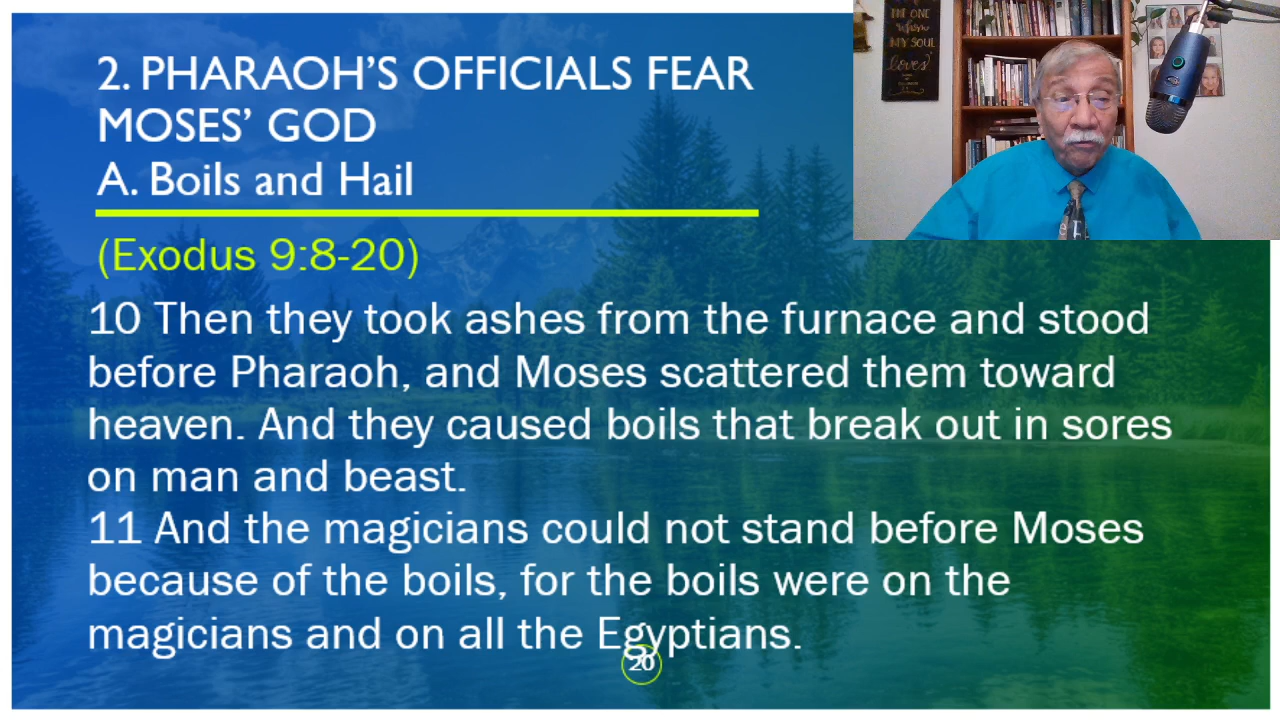 2. PHARAOH'S OFFICIALS FEAR
MOSES' GOD
A. Boils and Hail
(Exodus 9:8-20)
10 Then they took ashes from the furnace and stood
before Pharaoh, and Moses scattered them toward
heaven. And they caused boils that break out in sores
on man and beast.
11 And the magicians could not stand before Moses
because of the boils, for the boils were on the
magicians and on all the Egyptians.
20
MY SOUL
loves